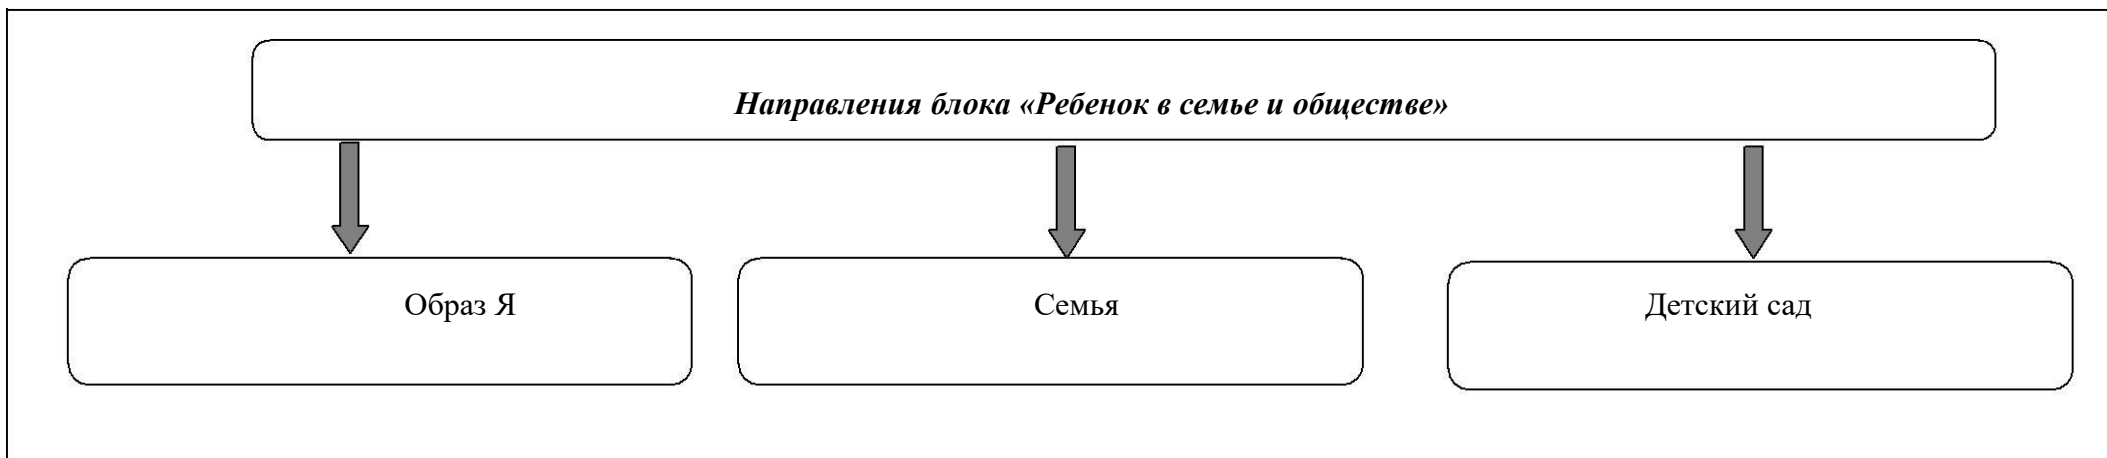 Направления блока «Ребенок в семье и обществе»
Образ Я
Семья
Детский сад